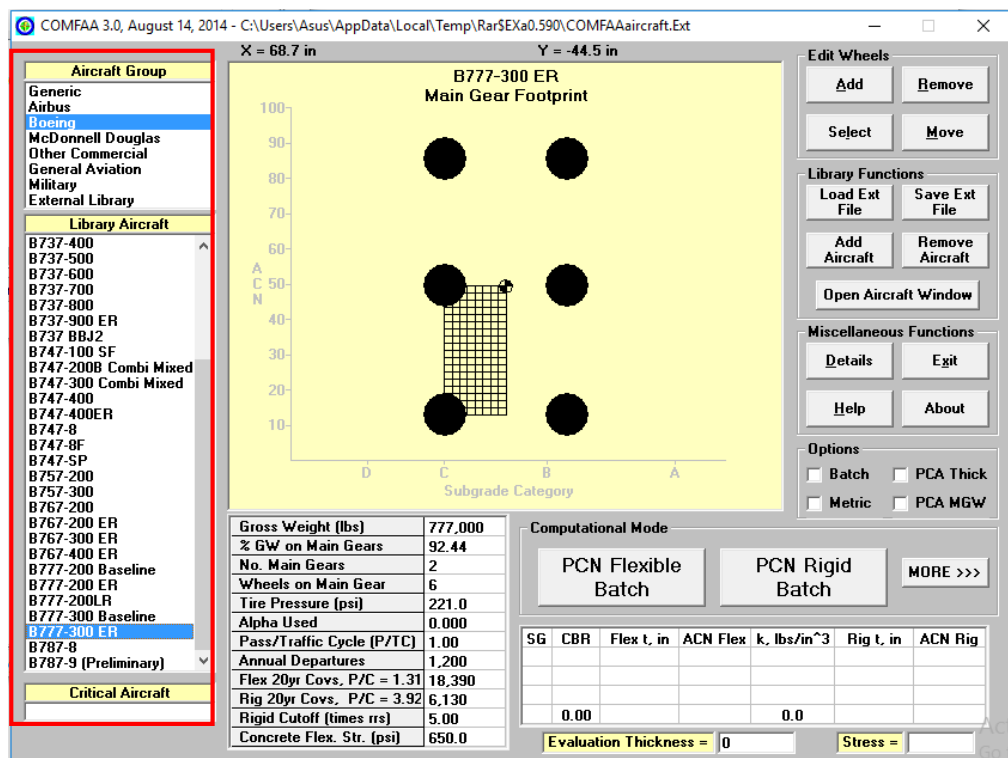 COMFAA 3.0, August 14, 2014 - C:\Users\Asus\AppData\Local\Temp\Rar$EXa0.590\COMFAAaircraft.Ext
X = 68.7 in Y = -44.5 in
Aircraft Group
Generic
Airbus
Boeing
McDonnell Douglas
Other Commercial
General Aviation
Military
External Library
Library Aircraft
B737-400
B737-500
B737-600
B737-700
B737-800
B737-900 ER
B737 BBJ2
B747-100 SF
B747-200B Combi Mixed
B747-300 Combi Mixed
B747-400
B747-400ER
B747-8
B747-8F
B747-SP
B757-200
B757-300
B767-200
B767-200 ER
B767-300 ER
B767-400 ER
B777-200 Baseline
B777-200 ER
B777-200LR
B777-300 Baseline
B777-300 ER
B787-8
B787-9 (Preliminary)
Critical Aircraft
B777-300 ER
Main Gear Footprint
100
90
80
70
60
50
40
30
20
10
ACN
D C B A
Subgrade Category
Gross Weight (lbs) 777,000
% GW on Main Gears 92.44
No. Main Gears 2
Wheels on Main Gear 6
Tire Pressure (psi) 221.0
Alpha Used 0.000
Pass/Traffic Cycle (P/TC) 1.00
Annual Departures 1,200
Flex 20yr Covs, P/C = 1.31 18,390
Rig 20yr Covs, P/C = 3.92 6,130
Rigid Cutoff (times rrs) 5.00
Concrete Flex. Str. (psi) 650.0
Edit Wheels
Add Remove
Select Move
Library Functions
Load Ext File Save Ext File
Add Aircraft Remove Aircraft
Open Aircraft Window
Miscellaneous Functions
Details Exit
Help About
Options
Batch PCA Thick
Metric PCA MGW
Computational Mode
PCN Flexible Batch PCN Rigid Batch MORE >>>
SG CBR Flex t, in ACN Flex k, lbs/in^3 Rig t, in ACN Rig
0.00 0.0
Evaluation Thickness = 0 Stress =